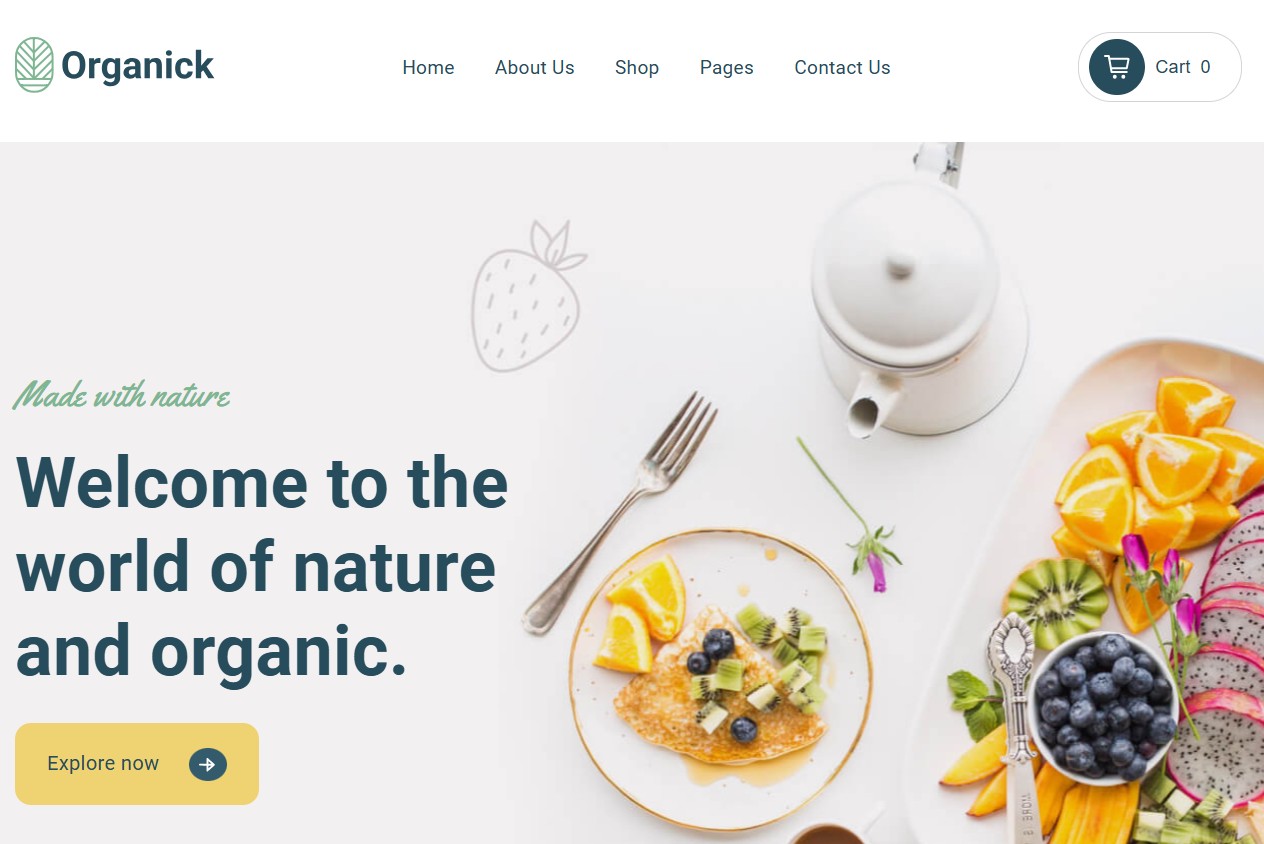 Organick
Home About Us Shop Pages Contact Us
Cart 0
Made with nature
Welcome to the
world of nature
and organic.
Explore now